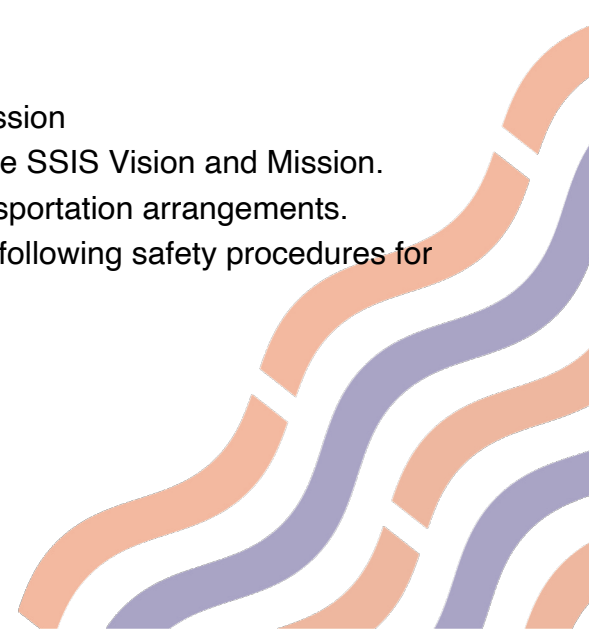 ssion
e SSIS Vision and Mission.
sportation arrangements.
following safety procedures for